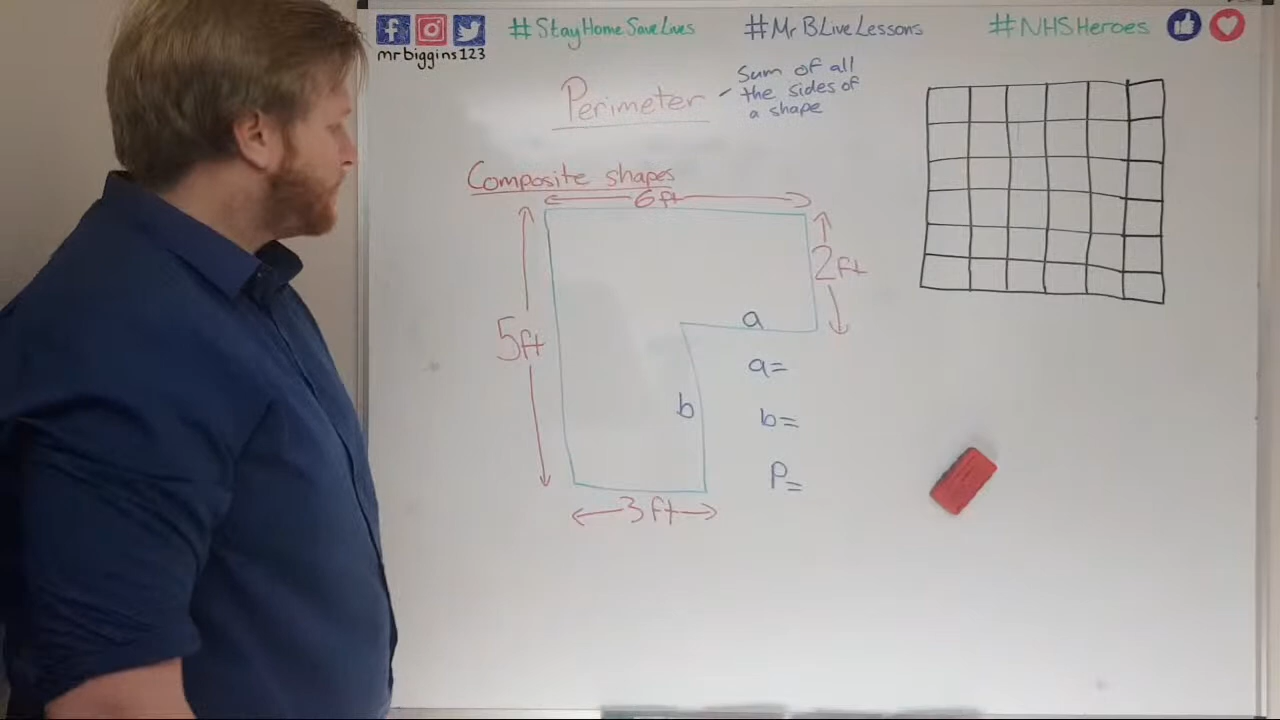 #StayHomeSaveLives #MrBLiveLessons #NHSHeroes
mrbiggins123
Perimeter - Sum of all
the sides of
a shape
Composite shapes
6ft
2ft
5ft
a
a=
b
b=
P=
3ft